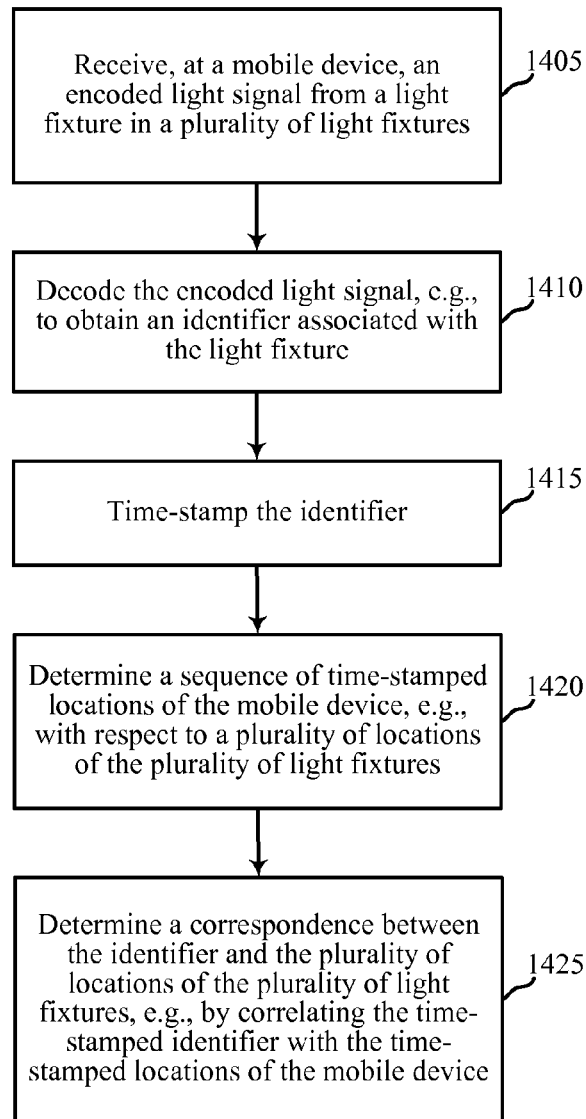 Receive, at a mobile device, an
encoded light signal from a light
fixture in a plurality of light fixtures
1405
Decode the encoded light signal, e.g.,
to obtain an identifier associated with
the light fixture
1410
Time-stamp the identifier
1415
Determine a sequence of time-stamped
locations of the mobile device, e.g.,
with respect to a plurality of locations
of the plurality of light fixtures
1420
Determine a correspondence between
the identifier and the plurality of
locations of the plurality of light
fixtures, e.g., by correlating the time-
stamped identifier with the time-
stamped locations of the mobile device
1425